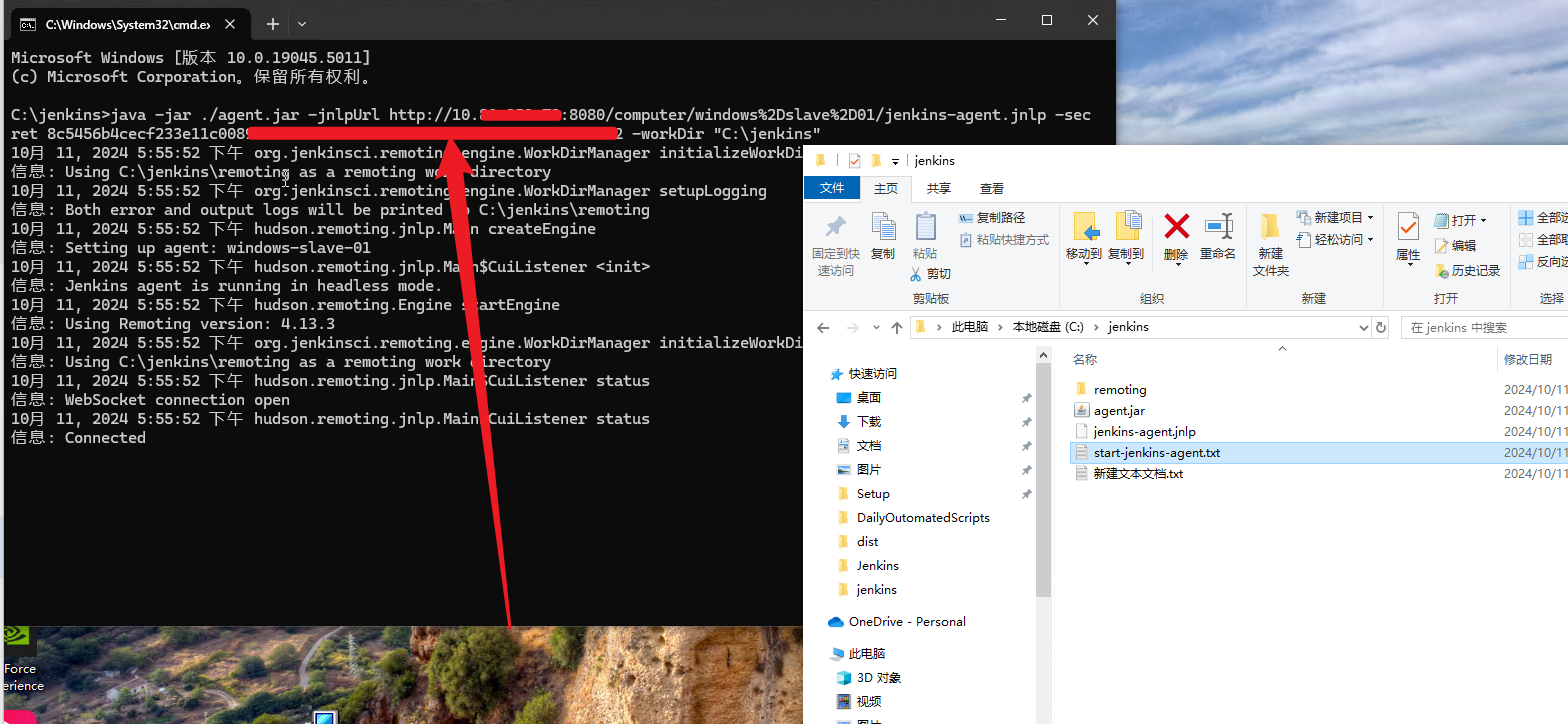 C:\Windows\System32\cmd.ex
Microsoft Windows [版本 10.0.19045.5011]
(c) Microsoft Corporation。保留所有权利。
C:\jenkins>java -jar ./agent.jar -jnlpUrl http://10.8 :8080/computer/windows%2Dslave%2D01/jenkins-agent.jnlp -sec
ret 8c5456b4cecf233e11c008 2 -workDir "C:\jenkins"
10月 11, 2024 5:55:52 下午 org.jenkinsci.remoting.engine.WorkDirManager initializeWorkDi
信息: Using C:\jenkins\remoting as a remoting work directory
10月 11, 2024 5:55:52 下午 org.jenkinsci.remoting.engine.WorkDirManager setupLogging
信息: Both error and output logs will be printed to C:\jenkins\remoting
10月 11, 2024 5:55:52 下午 hudson.remoting.jnlp.Main createEngine
信息: Setting up agent: windows-slave-01
10月 11, 2024 5:55:52 下午 hudson.remoting.jnlp.Main$CuiListener <init>
信息: Jenkins agent is running in headless mode.
10月 11, 2024 5:55:52 下午 hudson.remoting.Engine startEngine
信息: Using Remoting version: 4.13.3
10月 11, 2024 5:55:52 下午 org.jenkinsci.remoting.engine.WorkDirManager initializeWorkDi
信息: Using C:\jenkins\remoting as a remoting work directory
10月 11, 2024 5:55:52 下午 hudson.remoting.jnlp.Main$CuiListener status
信息: WebSocket connection open
10月 11, 2024 5:55:52 下午 hudson.remoting.jnlp.Main$CuiListener status
信息: Connected
Force
erience
jenkins
文件 主页 共享 查看
固定到快
速访问
复制
粘贴
复制路径
粘贴快捷方式
剪切
剪贴板
移动到 复制到 删除 重命名
组织
新建
文件夹
新建项目
轻松访问
新建
属性
打开
编辑
历史记录
打开
全部选
全部取
反向选
选择
此电脑 本地磁盘 (C:) jenkins
在 jenkins 中搜索
名称 修改日期
remoting 2024/10/11
agent.jar 2024/10/11
jenkins-agent.jnlp 2024/10/11
start-jenkins-agent.txt 2024/10/11
新建文本文档.txt 2024/10/11
快速访问
桌面
下载
文档
图片
Setup
DailyOutomatedScripts
dist
Jenkins
jenkins
OneDrive - Personal
此电脑
3D 对象
视频
图片